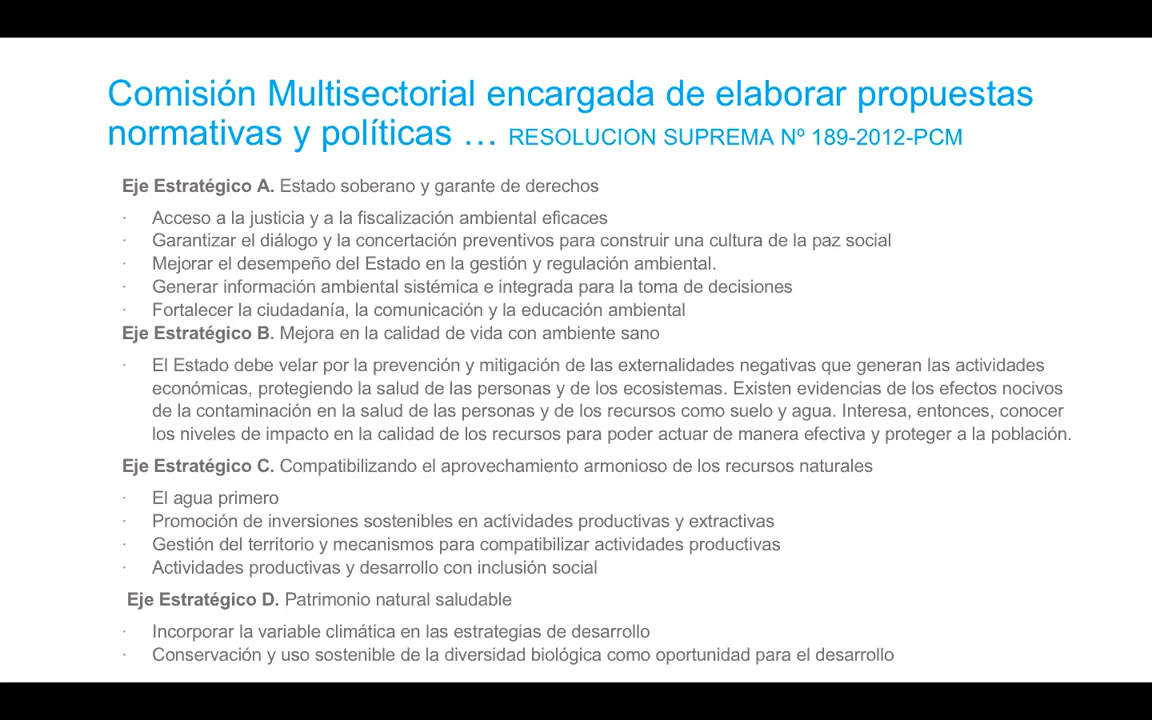 Comisión Multisectorial encargada de elaborar propuestas
normativas y políticas … RESOLUCION SUPREMA Nº 189-2012-PCM
Eje Estratégico A. Estado soberano y garante de derechos
· Acceso a la justicia y a la fiscalización ambiental eficaces
· Garantizar el diálogo y la concertación preventivos para construir una cultura de la paz social
· Mejorar el desempeño del Estado en la gestión y regulación ambiental.
· Generar información ambiental sistémica e integrada para la toma de decisiones
· Fortalecer la ciudadanía, la comunicación y la educación ambiental
Eje Estratégico B. Mejora en la calidad de vida con ambiente sano
· El Estado debe velar por la prevención y mitigación de las externalidades negativas que generan las actividades
económicas, protegiendo la salud de las personas y de los ecosistemas. Existen evidencias de los efectos nocivos
de la contaminación en la salud de las personas y de los recursos como suelo y agua. Interesa, entonces, conocer
los niveles de impacto en la calidad de los recursos para poder actuar de manera efectiva y proteger a la población.
Eje Estratégico C. Compatibilizando el aprovechamiento armonioso de los recursos naturales
· El agua primero
· Promoción de inversiones sostenibles en actividades productivas y extractivas
· Gestión del territorio y mecanismos para compatibilizar actividades productivas
· Actividades productivas y desarrollo con inclusión social
Eje Estratégico D. Patrimonio natural saludable
· Incorporar la variable climática en las estrategias de desarrollo
· Conservación y uso sostenible de la diversidad biológica como oportunidad para el desarrollo